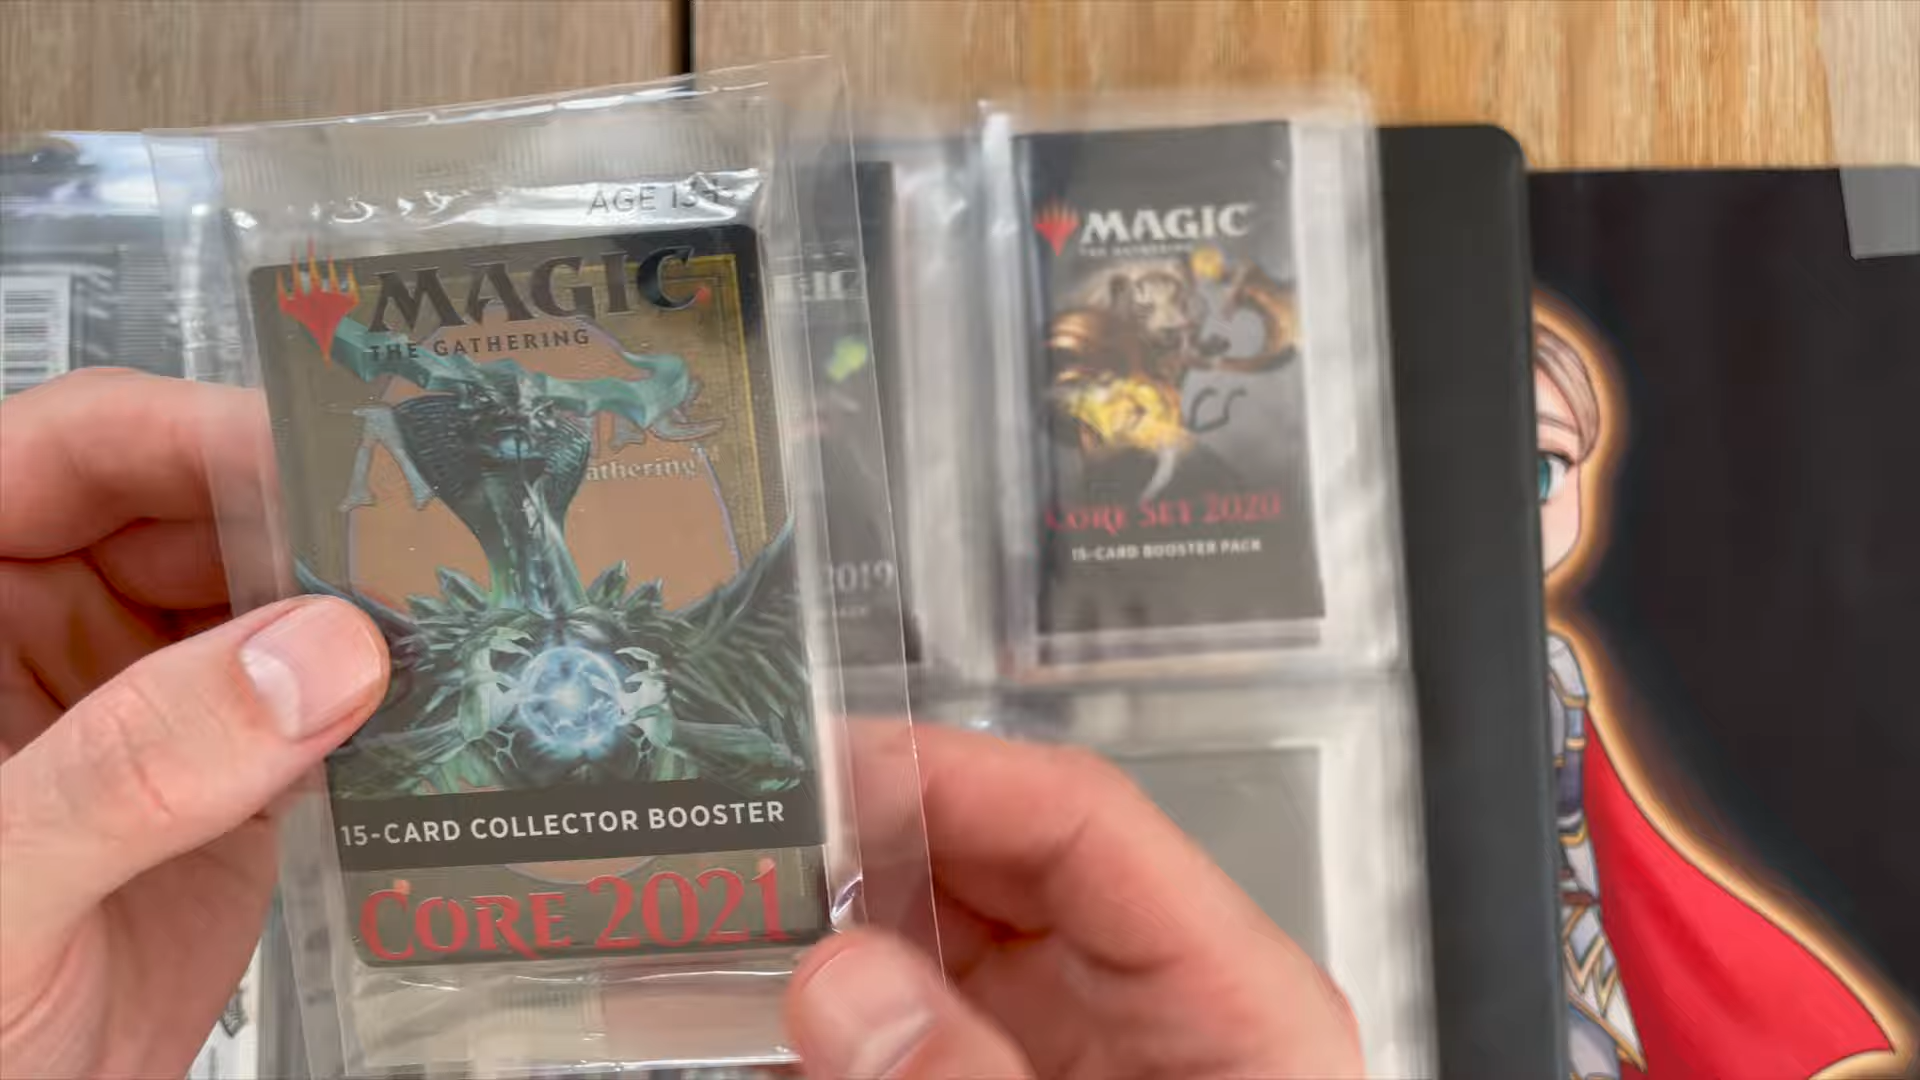 AGE 13+
MAGIC
THE GATHERING
athering™
15-CARD COLLECTOR BOOSTER
CORE 2021
2019
MAGIC
THE GATHERING
CORE SET 2020
15-CARD BOOSTER PACK